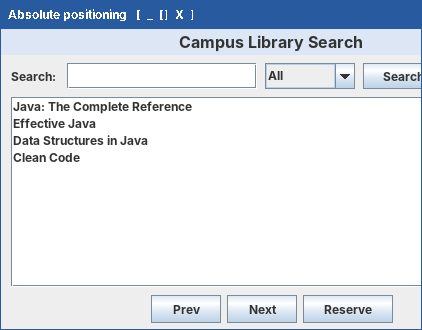 Absolute positioning [ _ [] X ]
Campus Library Search
Search: All Search
Java: The Complete Reference
Effective Java
Data Structures in Java
Clean Code
Prev Next Reserve